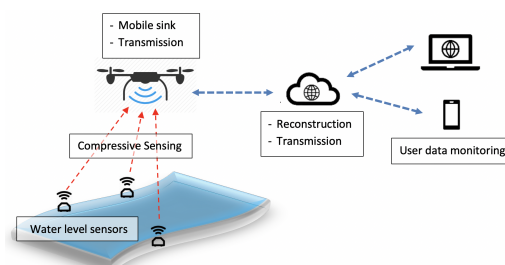 - Mobile sink
- Transmission
Compressive Sensing
- Reconstruction
- Transmission
User data monitoring
Water level sensors